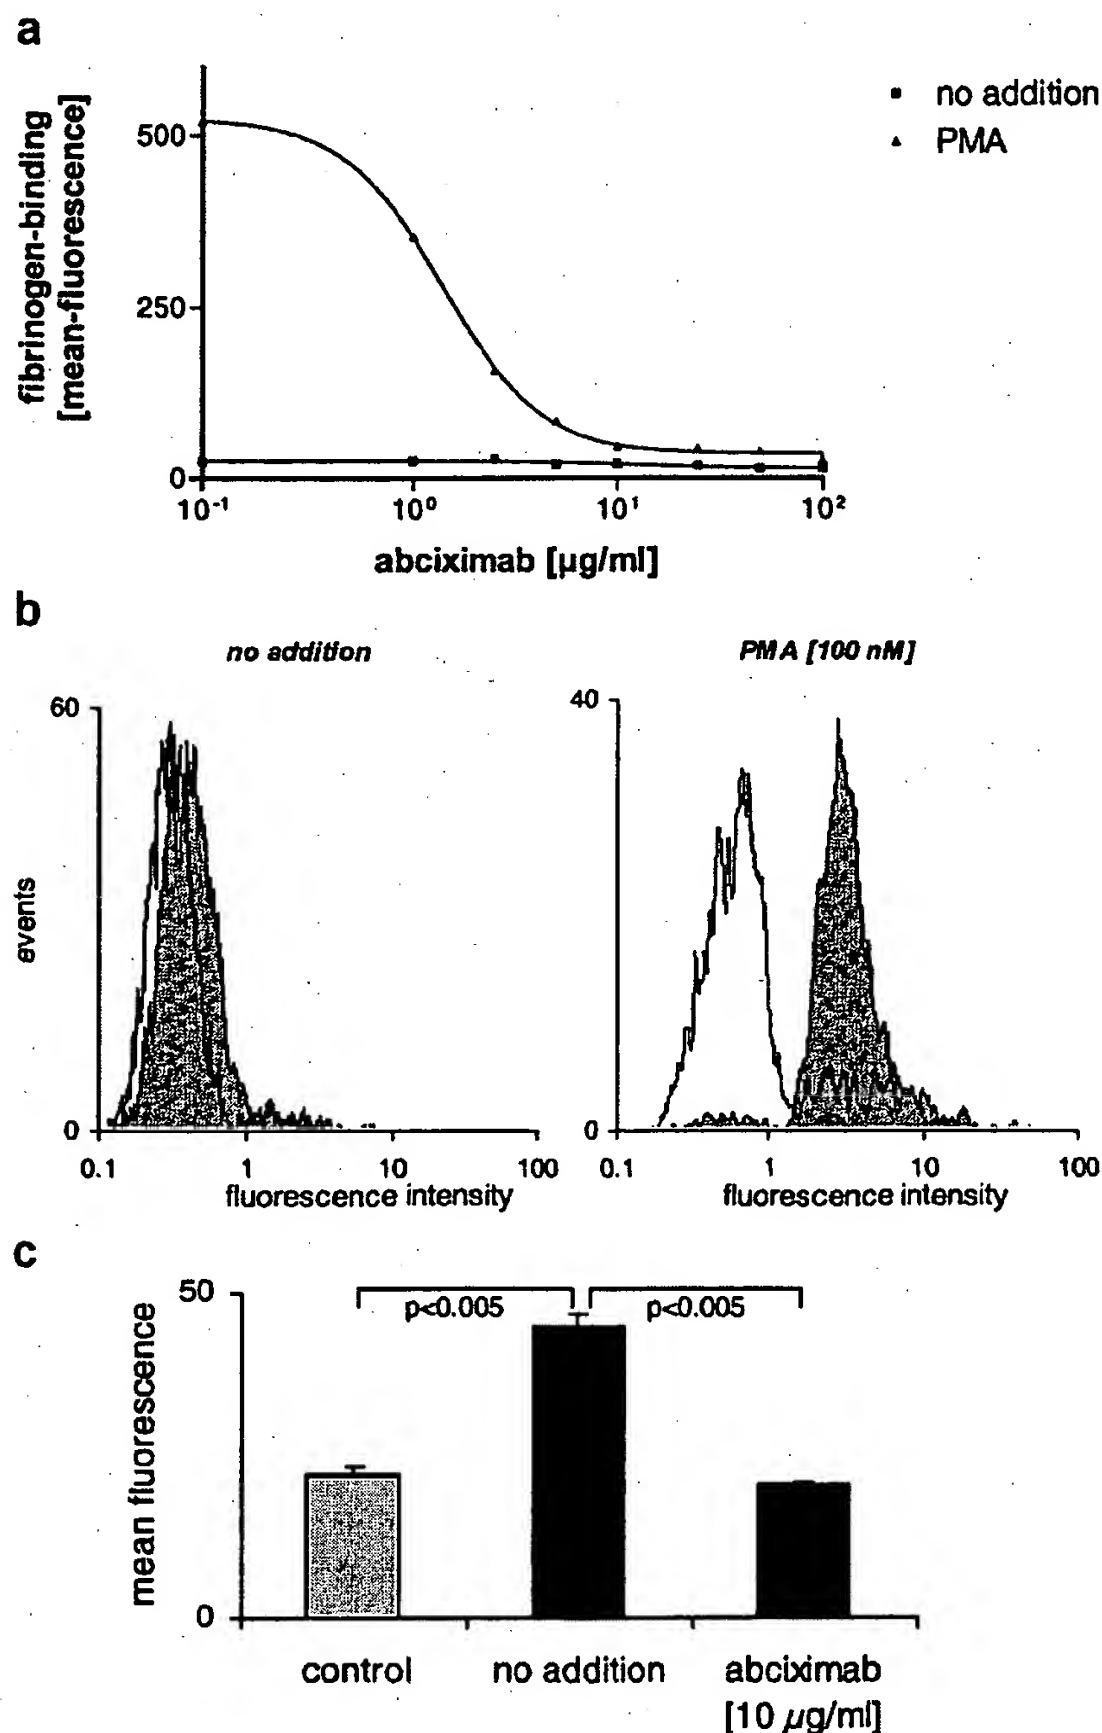 a
fibrinogen-binding
[mean-fluorescence]
no addition
PMA
500
250
0
10⁻¹ 10⁰ 10¹ 10²
abciximab [µg/ml]
b
no addition
PMA [100 nM]
60
40
events
0
0
0.1 1 10 100
0.1 1 10 100
fluorescence intensity
fluorescence intensity
c
mean fluorescence
50
p<0.005 p<0.005
0
control no addition abciximab
[10 µg/ml]